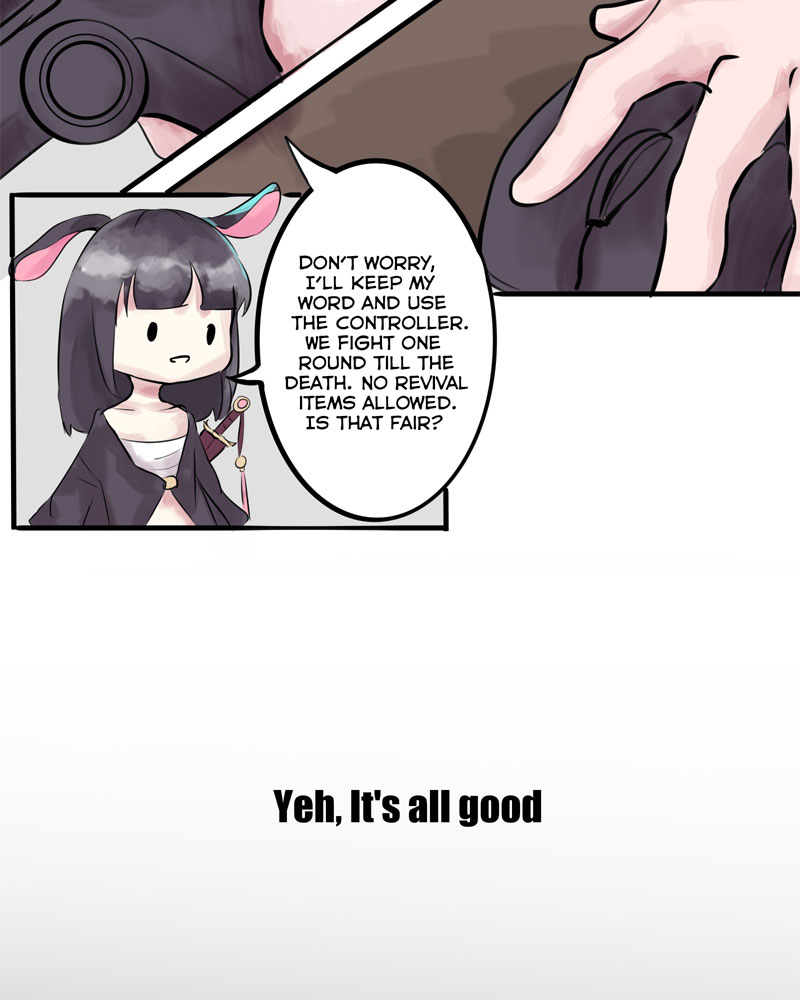 DON'T WORRY,
I'LL KEEP MY
WORD AND USE
THE CONTROLLER.
WE FIGHT ONE
ROUND TILL THE
DEATH. NO REVIVAL
ITEMS ALLOWED.
IS THAT FAIR?
Yeh, It's all good